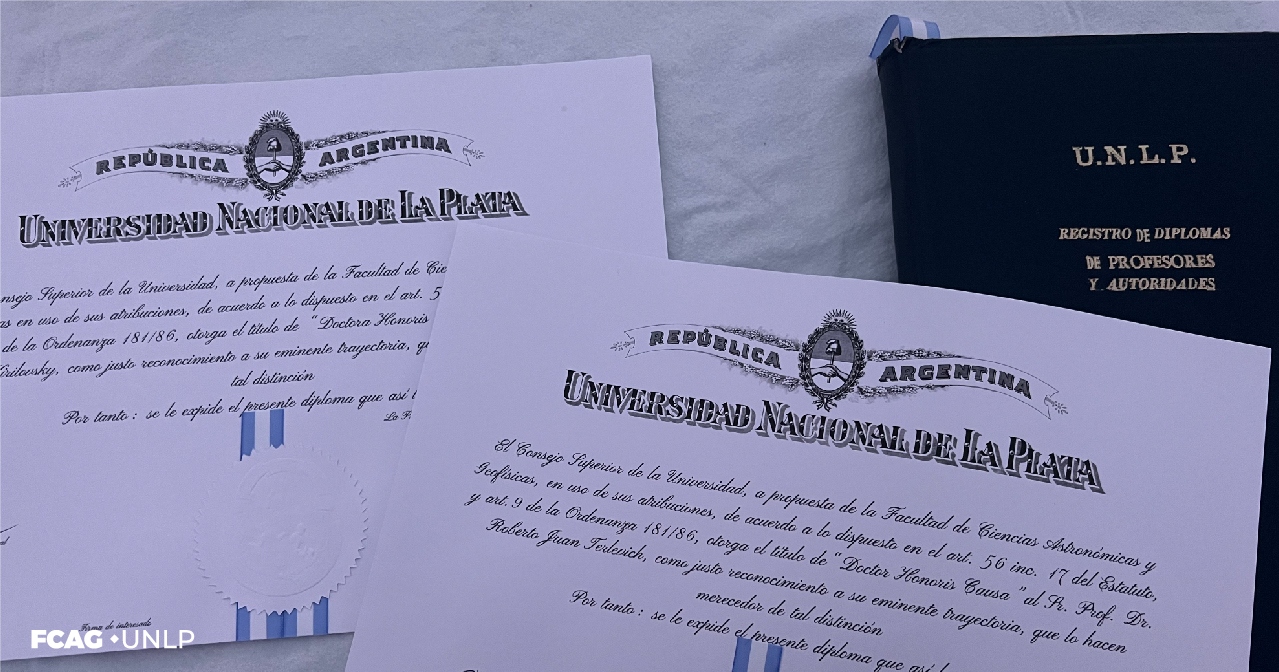 REPÚBLICA ARGENTINA
UNIVERSIDAD NACIONAL DE LA PLATA
nsejo Superior de la Universidad, a propuesta de la Facultad de Cie
as en uso de sus atribuciones, de acuerdo a lo dispuesto en el art. 5
de la Ordenanza 181/86, otorga el título de "Doctora Honoris
irilovsky, como justo reconocimiento a su eminente trayectoria, qu
tal distinción
Por tanto : se le expide el presente diploma que así l
Firma de interesado
U.N.L.P.
REGISTRO DE DIPLOMAS
DE PROFESORES
Y AUTORIDADES
REPÚBLICA ARGENTINA
UNIVERSIDAD NACIONAL DE LA PLATA
El Consejo Superior de la Universidad, a propuesta de la Facultad de Ciencias Astronómicas y
Geofísicas, en uso de sus atribuciones, de acuerdo a lo dispuesto en el art. 56 inc. 17 del Estatuto,
y art. 9 de la Ordenanza 181/86, otorga el título de "Doctor Honoris Causa" al Sr. Prof. Dr.
Roberto Juan Terlevich, como justo reconocimiento a su eminente trayectoria, que lo hacen
merecedor de tal distinción
Por tanto : se le expide el presente diploma que así l
FCAG·UNLP